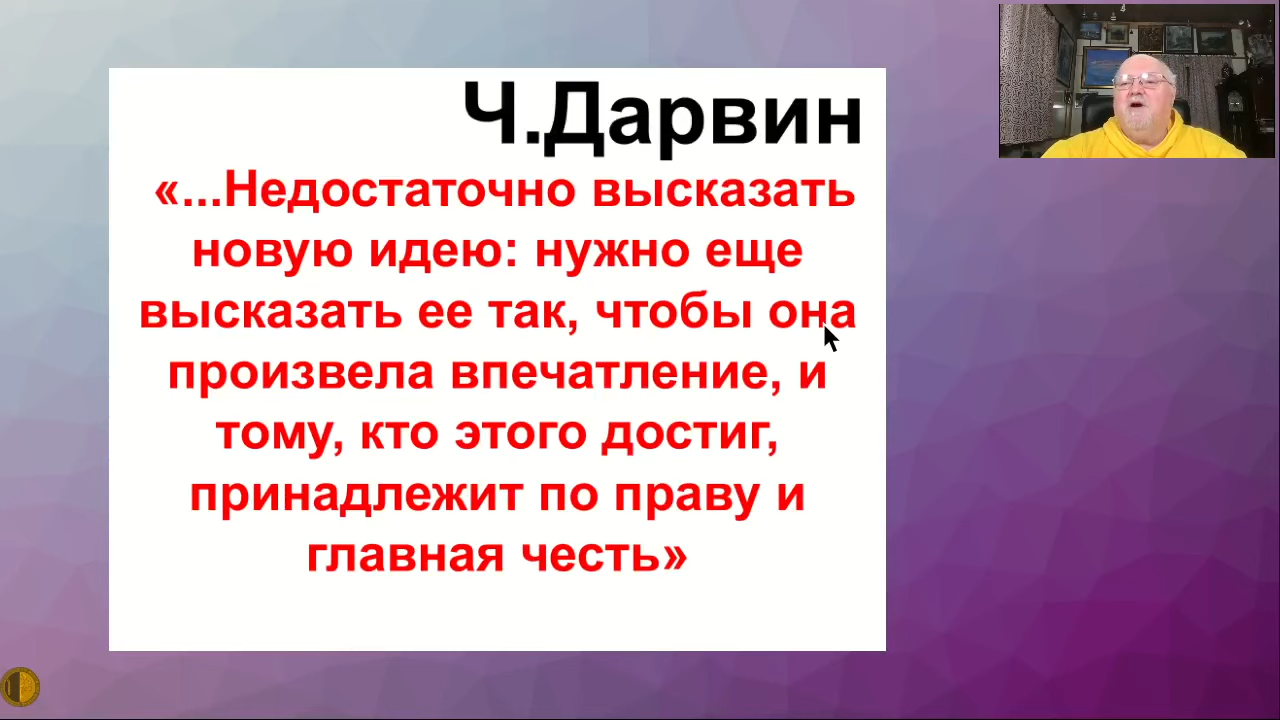 Ч.Дарвин
«...Недостаточно высказать
новую идею: нужно еще
высказать ее так, чтобы она
произвела впечатление, и
тому, кто этого достиг,
принадлежит по праву и
главная честь»